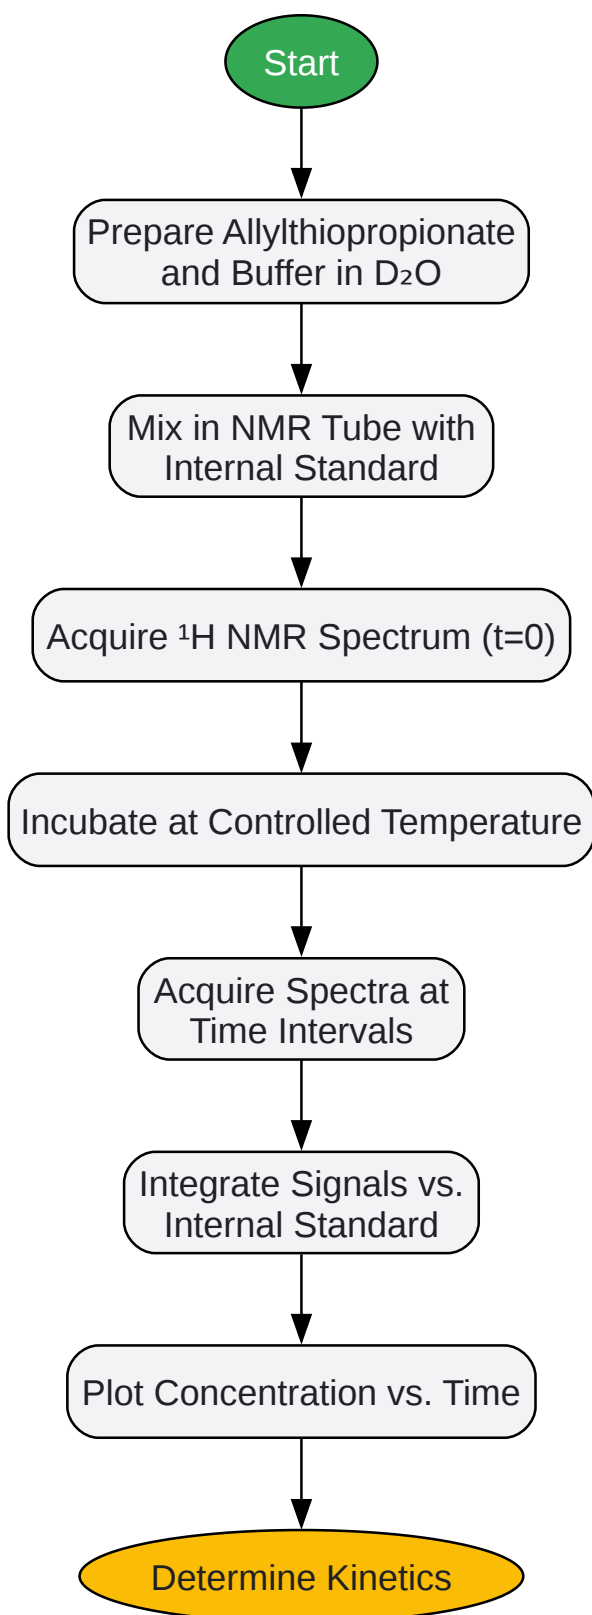 Start
Prepare Allylthiopropionate
and Buffer in D₂O
Mix in NMR Tube with
Internal Standard
Acquire ¹H NMR Spectrum (t=0)
Incubate at Controlled Temperature
Acquire Spectra at
Time Intervals
Integrate Signals vs.
Internal Standard
Plot Concentration vs. Time
Determine Kinetics